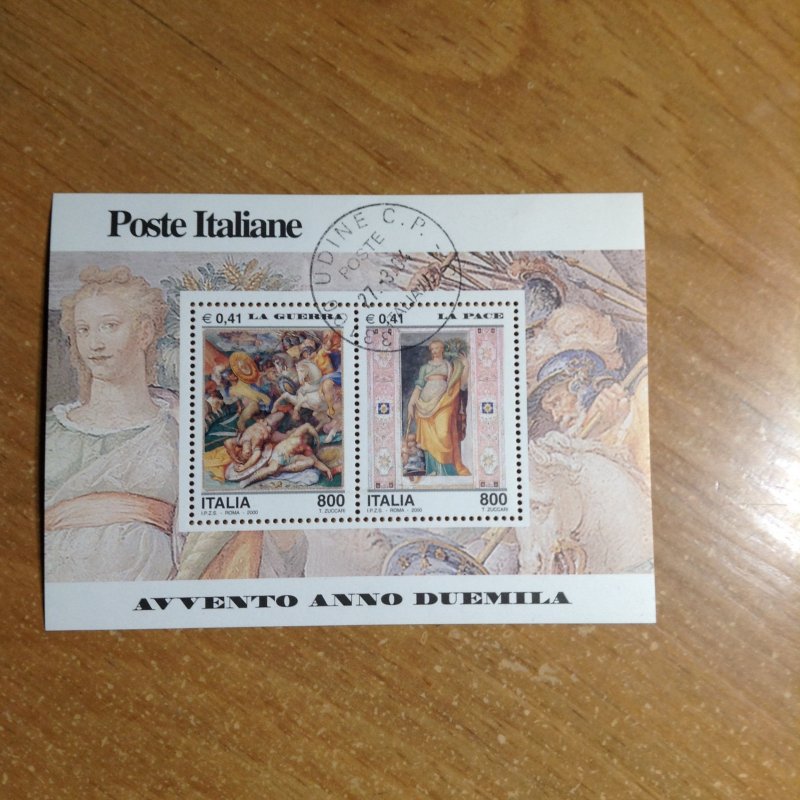 Poste Italiane
UDINE C.P.
POSTE
€ 0,41 LA GUERRA
€ 0,41 LA PACE
ITALIA 800
I.P.Z.S. - ROMA - 2000 T. ZUCCARI
ITALIA 800
I.P.Z.S. - ROMA - 2000 T. ZUCCARI
AVVENTO ANNO DUEMILA